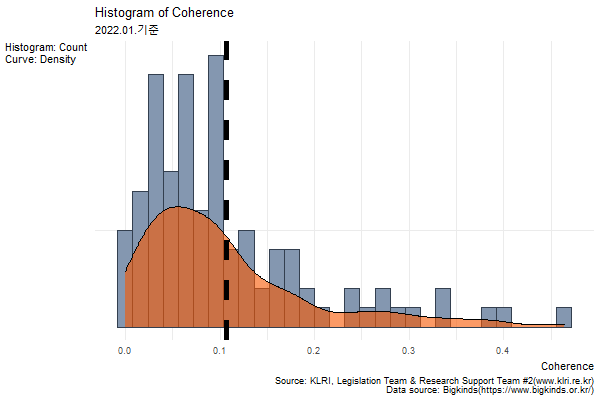 Histogram of Coherence
2022.01.기준
Histogram: Count
Curve: Density
0.0 0.1 0.2 0.3 0.4
Coherence
Source: KLRI, Legislation Team & Research Support Team #2(www.klri.re.kr)
Data source: Bigkinds(https://www.bigkinds.or.kr/)